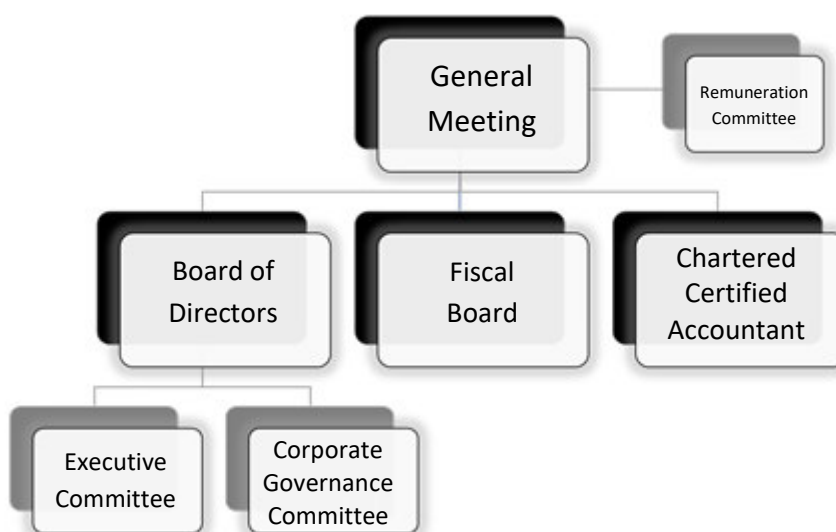 General
Meeting
Remuneration
Committee
Board of
Directors
Fiscal
Board
Chartered
Certified
Accountant
Executive
Committee
Corporate
Governance
Committee